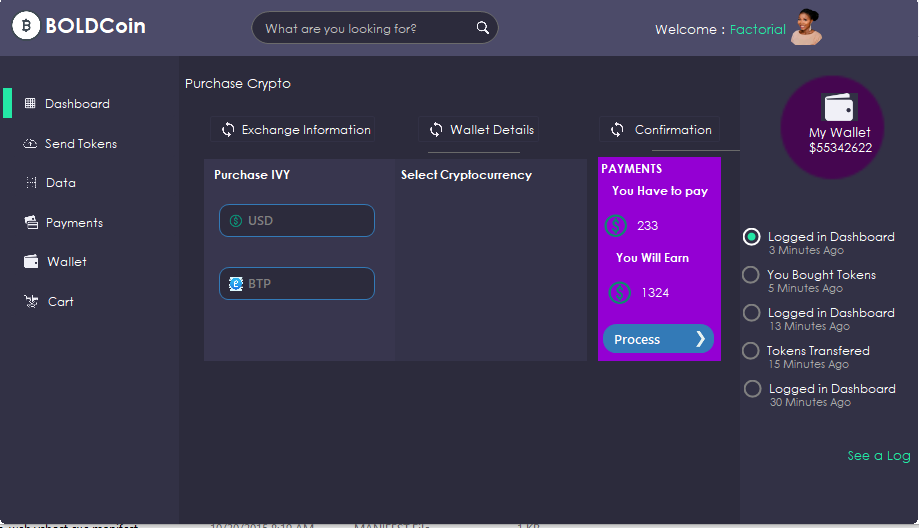 BOLDCoin
What are you looking for?
Welcome : Factorial
Dashboard
Send Tokens
Data
Payments
Wallet
Cart
Purchase Crypto
Exchange Information
Wallet Details
Confirmation
Purchase IVY
USD
BTP
Select Cryptocurrency
PAYMENTS
You Have to pay
233
You Will Earn
1324
Process
My Wallet
$55342622
Logged in Dashboard
3 Minutes Ago
You Bought Tokens
5 Minutes Ago
Logged in Dashboard
13 Minutes Ago
Tokens Transfered
15 Minutes Ago
Logged in Dashboard
30 Minutes Ago
See a Log